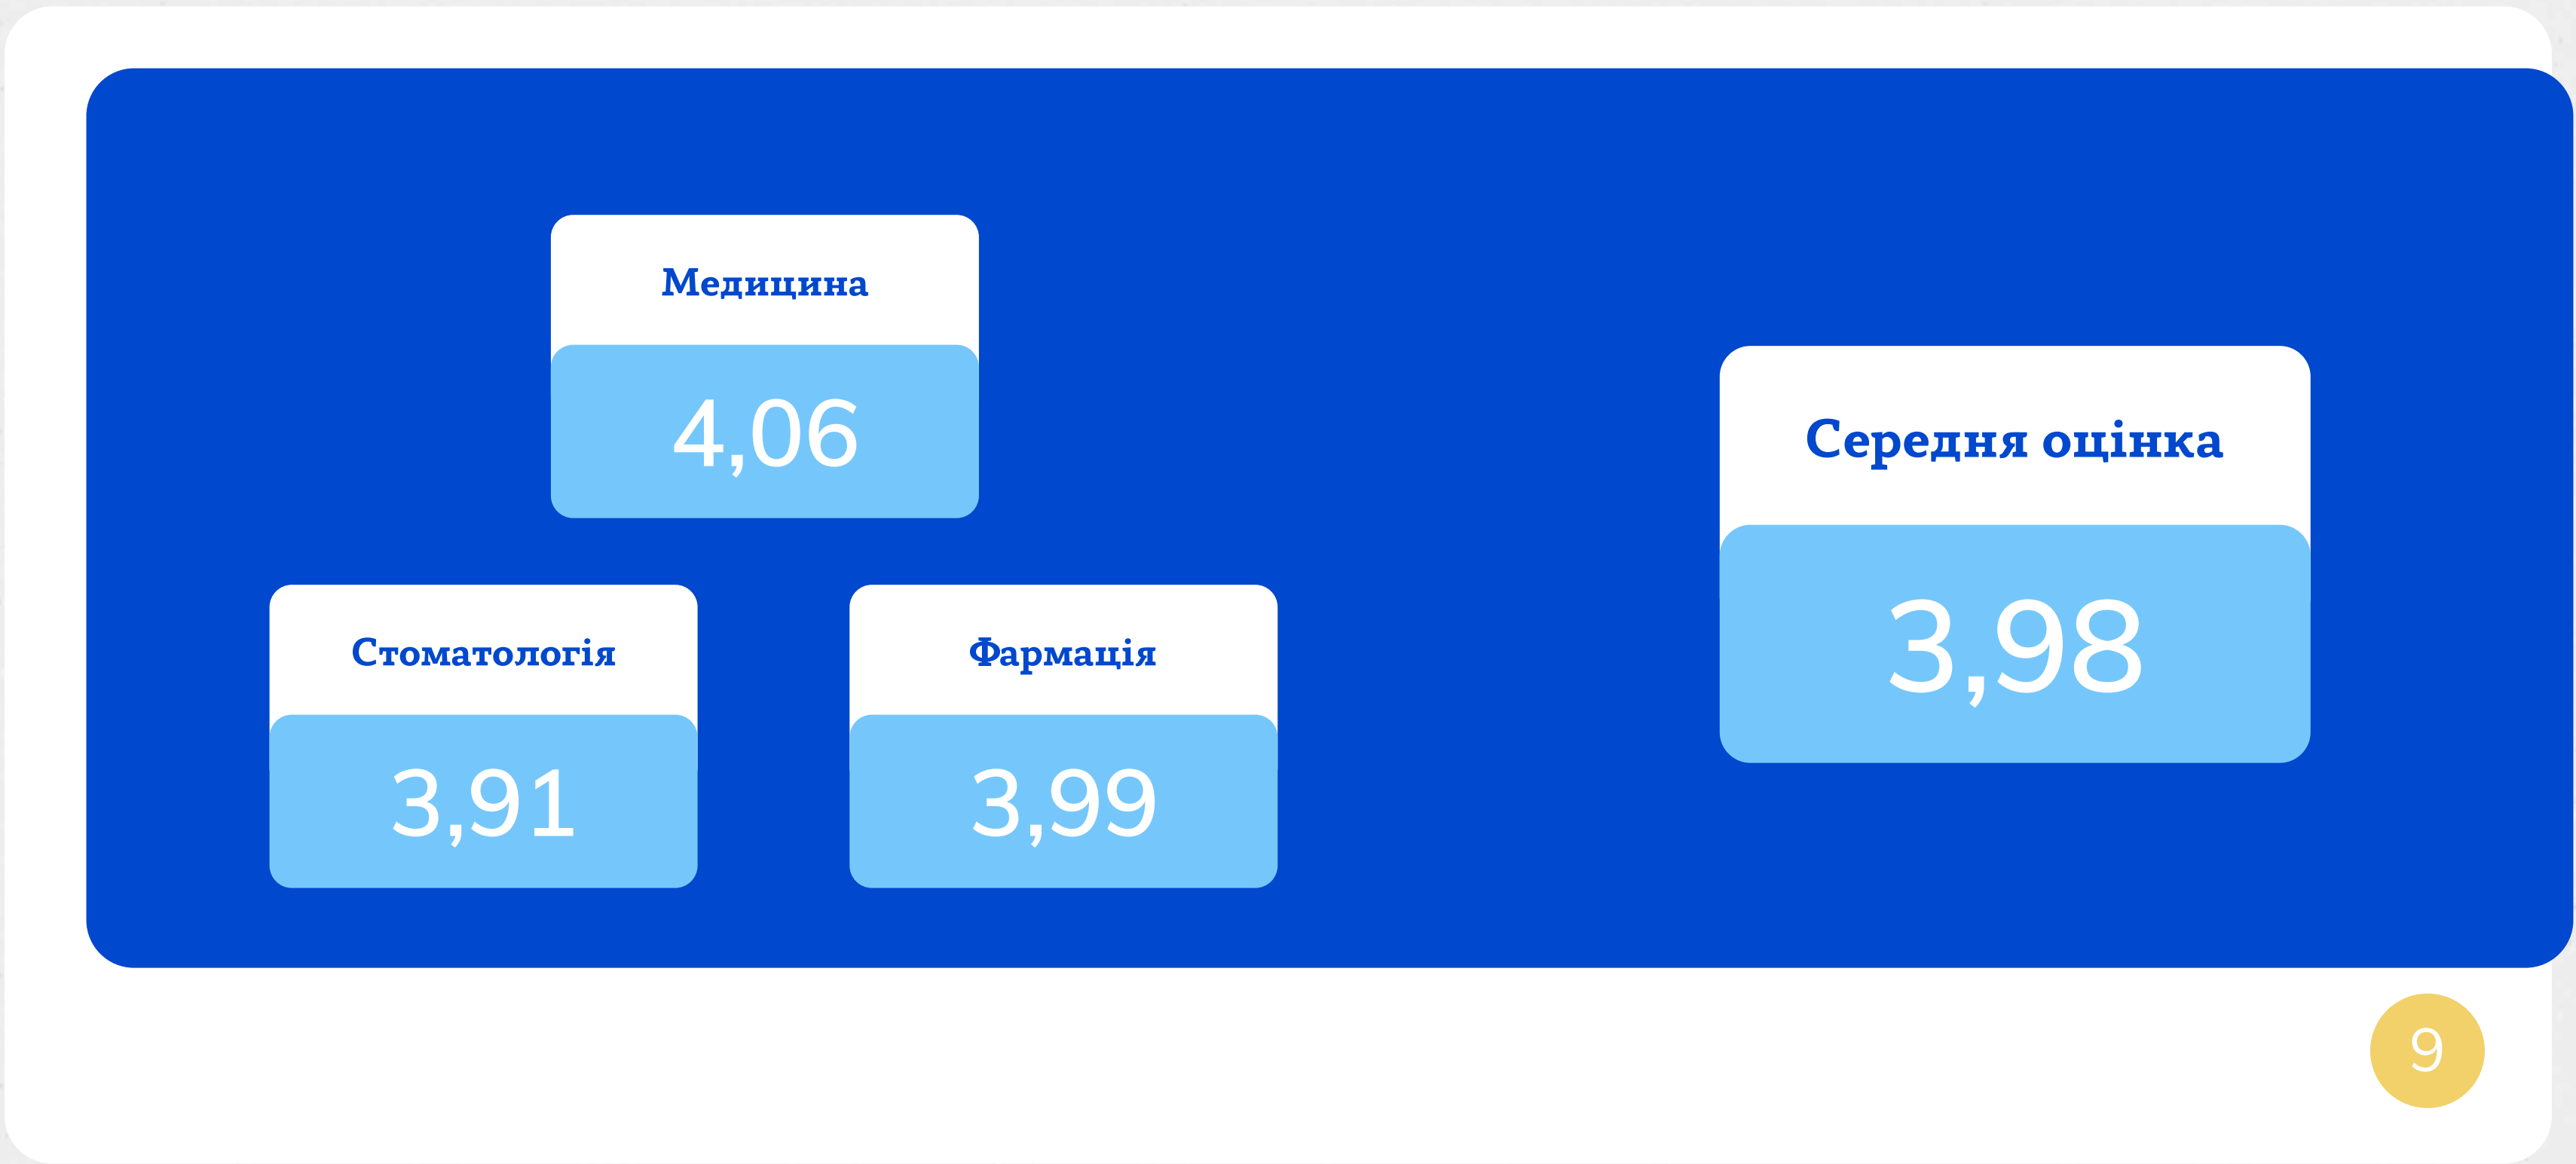 Медицина
4,06
Стоматологія
3,91
Фармація
3,99
Середня оцінка
3,98
9